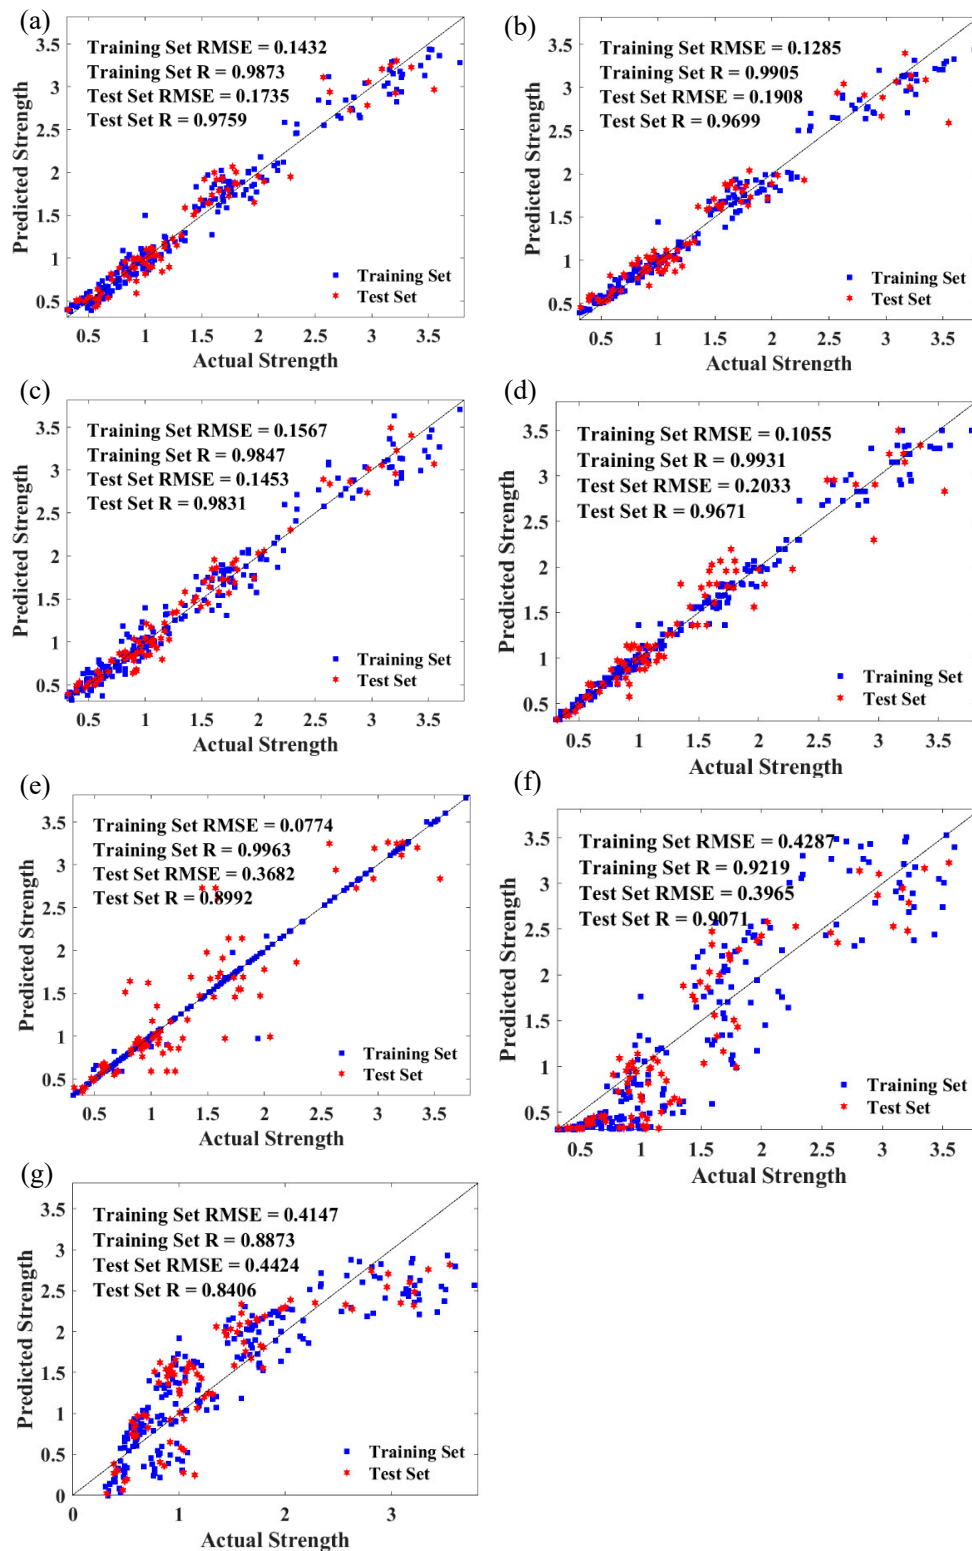 (a)
Training Set RMSE = 0.1432
Training Set R = 0.9873
Test Set RMSE = 0.1735
Test Set R = 0.9759
3.5
3
2.5
2
1.5
1
0.5
Predicted Strength
Training Set
Test Set
0.5 1 1.5 2 2.5 3 3.5
Actual Strength
(b)
Training Set RMSE = 0.1285
Training Set R = 0.9905
Test Set RMSE = 0.1908
Test Set R = 0.9699
3.5
3
2.5
2
1.5
1
0.5
Predicted Strength
Training Set
Test Set
0.5 1 1.5 2 2.5 3 3.5
Actual Strength
(c)
Training Set RMSE = 0.1567
Training Set R = 0.9847
Test Set RMSE = 0.1453
Test Set R = 0.9831
3.5
3
2.5
2
1.5
1
0.5
Predicted Strength
Training Set
Test Set
0.5 1 1.5 2 2.5 3 3.5
Actual Strength
(d)
Training Set RMSE = 0.1055
Training Set R = 0.9931
Test Set RMSE = 0.2033
Test Set R = 0.9671
3.5
3
2.5
2
1.5
1
0.5
Predicted Strength
Training Set
Test Set
0.5 1 1.5 2 2.5 3 3.5
Actual Strength
(e)
Training Set RMSE = 0.0774
Training Set R = 0.9963
Test Set RMSE = 0.3682
Test Set R = 0.8992
3.5
3
2.5
2
1.5
1
0.5
Predicted Strength
Training Set
Test Set
0.5 1 1.5 2 2.5 3 3.5
Actual Strength
(f)
Training Set RMSE = 0.4287
Training Set R = 0.9219
Test Set RMSE = 0.3965
Test Set R = 0.9071
3.5
3
2.5
2
1.5
1
0.5
Predicted Strength
Training Set
Test Set
0.5 1 1.5 2 2.5 3 3.5
Actual Strength
(g)
Training Set RMSE = 0.4147
Training Set R = 0.8873
Test Set RMSE = 0.4424
Test Set R = 0.8406
3.5
3
2.5
2
1.5
1
0.5
0
Predicted Strength
Training Set
Test Set
0 1 2 3
Actual Strength